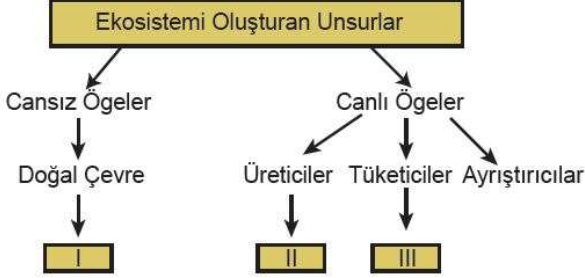 Ekosistemi Oluşturan Unsurlar
Cansız Ögeler
Canlı Ögeler
Doğal Çevre
Üreticiler
Tüketiciler
Ayrıştırıcılar
I
II
III